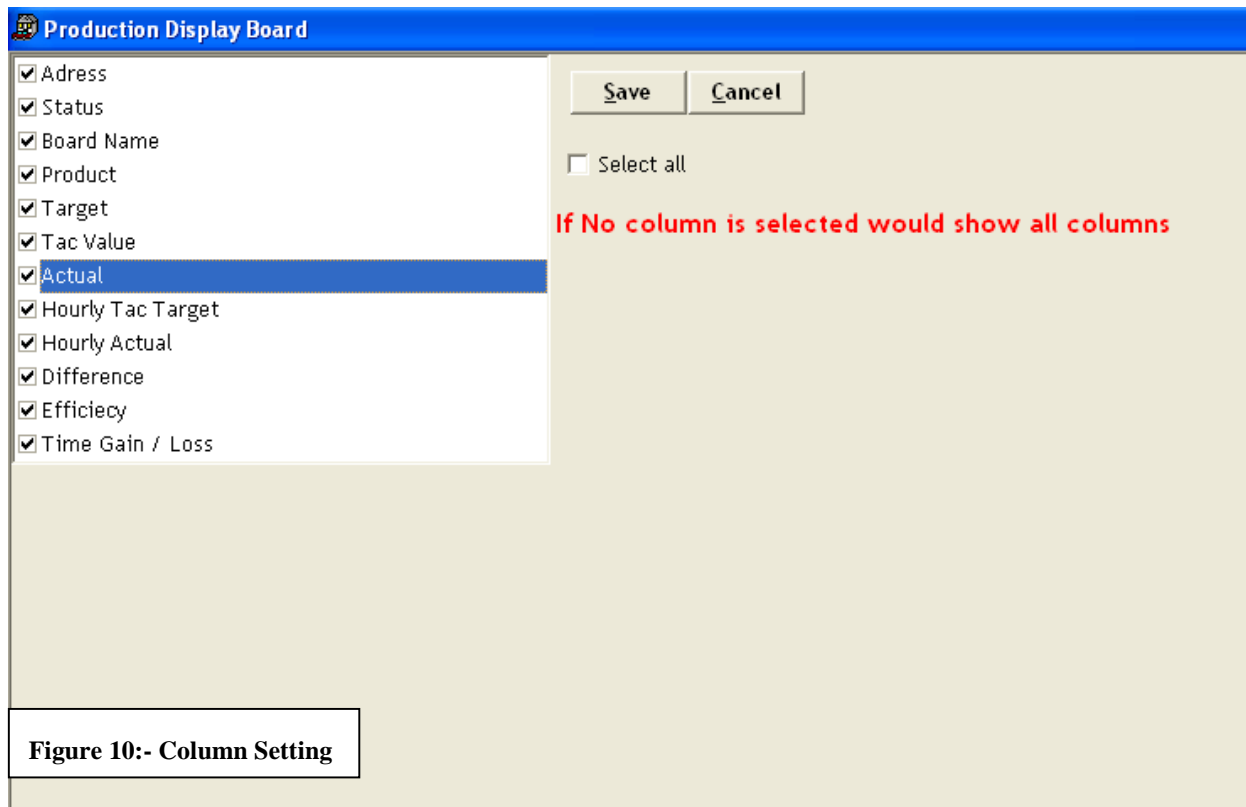 Production Display Board
Adress
Status
Board Name
Product
Target
Tac Value
Actual
Hourly Tac Target
Hourly Actual
Difference
Efficiecy
Time Gain / Loss
Save Cancel
Select all
If No column is selected would show all columns
Figure 10:- Column Setting